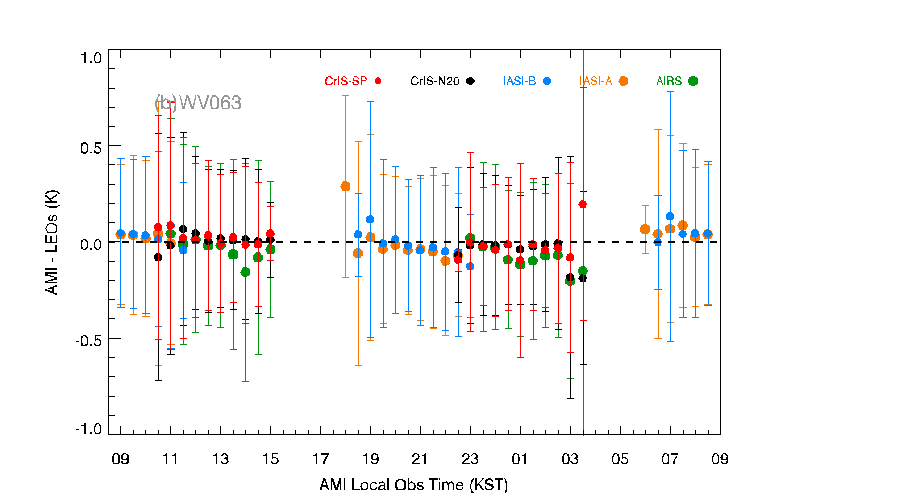 1.0
CrIS-SP CrIS-N20 IASI-B IASI-A AIRS
(b)WV063
0.5
AMI - LEOs (K)
0.0
-0.5
-1.0
09 11 13 15 17 19 21 23 01 03 05 07 09
AMI Local Obs Time (KST)